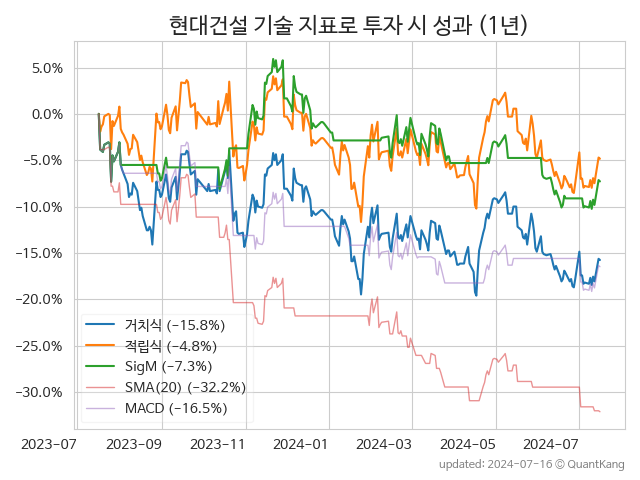 현대건설 기술 지표로 투자 시 성과 (1년)
5.0%
0.0%
−5.0%
−10.0%
−15.0%
−20.0%
−25.0%
−30.0%
거치식 (−15.8%)
적립식 (−4.8%)
SigM (−7.3%)
SMA(20) (−32.2%)
MACD (−16.5%)
2023−07 2023−09 2023−11 2024−01 2024−03 2024−05 2024−07
updated: 2024-07-16 © QuantKang